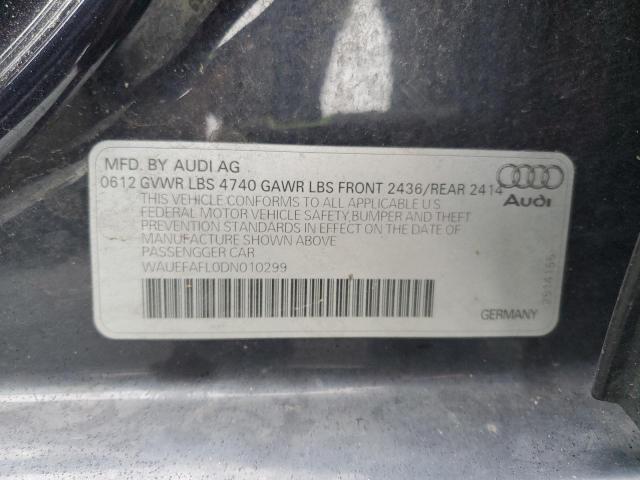 MFD. BY AUDI AG
0612 GVWR LBS 4740 GAWR LBS FRONT 2436/REAR 2414
THIS VEHICLE CONFORMS TO ALL APPLICABLE U.S
FEDERAL MOTOR VEHICLE SAFETY,BUMPER AND THEFT
PREVENTION STANDARDS IN EFFECT ON THE DATE OF
MANUFACTURE SHOWN ABOVE
PASSENGGER CAR
WAUEFAFL0DN010299
Audi
GERMANY